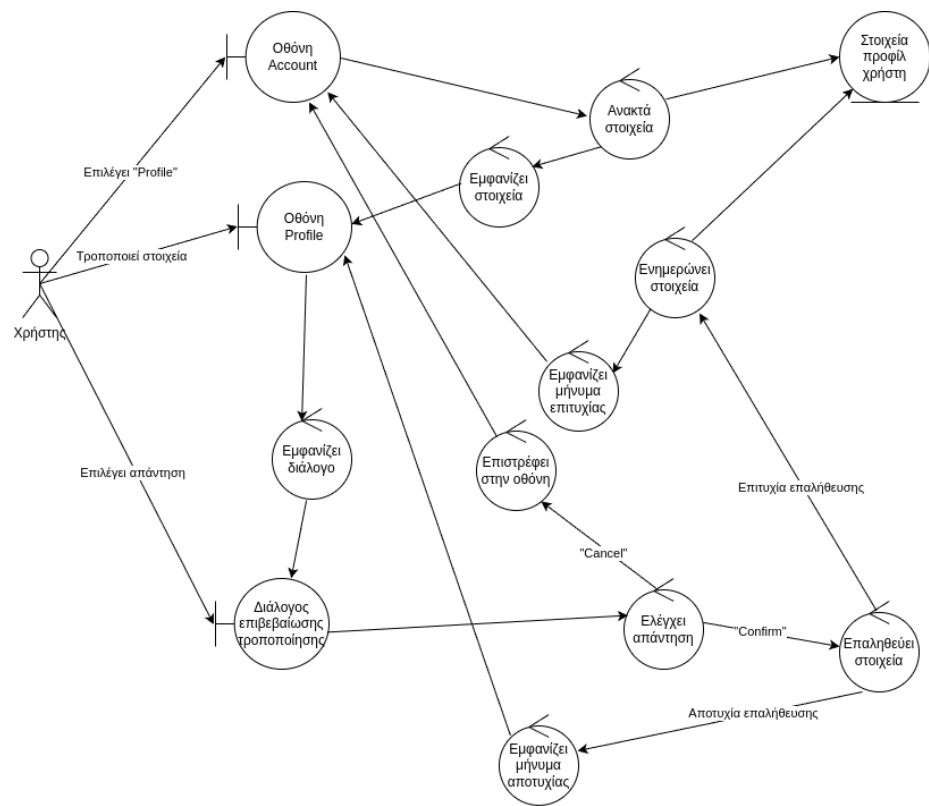 Οθόνη
Account
Στοιχεία
προφίλ
χρήστη
Ανακτά
στοιχεία
Επιλέγει "Profile"
Εμφανίζει
στοιχεία
Οθόνη
Profile
Τροποποιεί στοιχεία
Ενημερώνει
στοιχεία
Χρήστης
Εμφανίζει
μήνυμα
επιτυχίας
Εμφανίζει
διάλογο
Επιστρέφει
στην οθόνη
Επιλέγει απάντηση
Επιτυχία επαλήθευσης
"Cancel"
Διάλογος
επιβεβαίωσης
τροποποίησης
Ελέγχει
απάντηση
"Confirm"
Επαληθεύει
στοιχεία
Αποτυχία επαλήθευσης
Εμφανίζει
μήνυμα
αποτυχίας